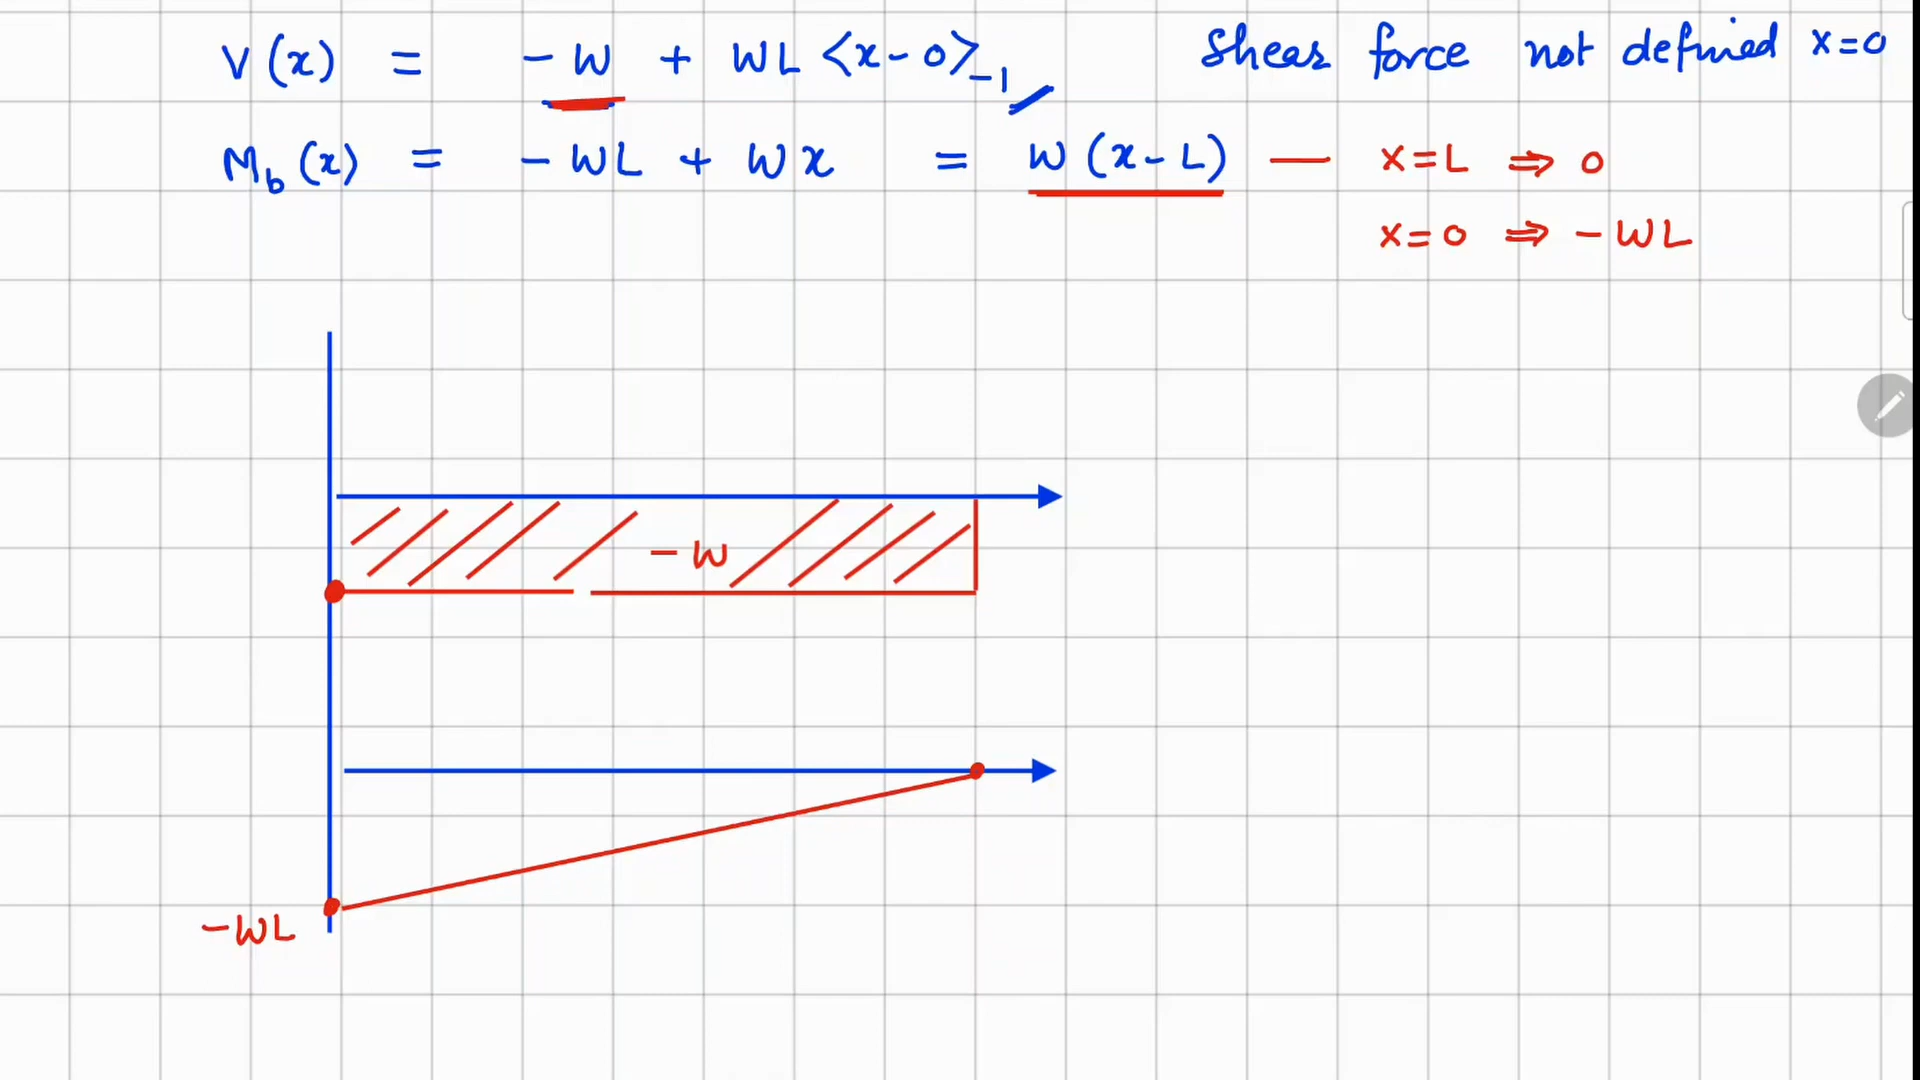 V(x) = -W + WL <x-0>₋₁ Shear force not defined x=0
M_b(x) = -WL + Wx = W(x-L) — x=L ⇒ 0
x=0 ⇒ -WL
-W
-WL